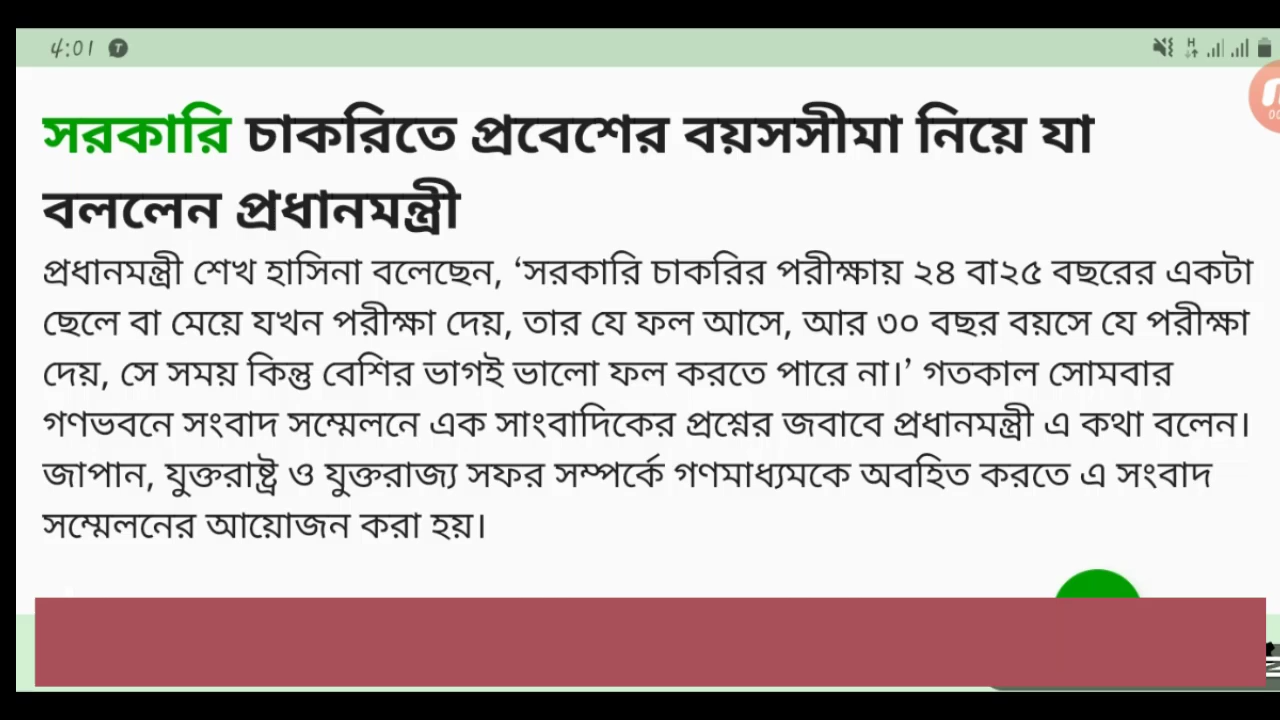 4:01
সরকারি চাকরিতে প্রবেশের বয়সসীমা নিয়ে যা
বললেন প্রধানমন্ত্রী
প্রধানমন্ত্রী শেখ হাসিনা বলেছেন, ‘সরকারি চাকরির পরীক্ষায় ২৪ বা২৫ বছরের একটা
ছেলে বা মেয়ে যখন পরীক্ষা দেয়, তার যে ফল আসে, আর ৩০ বছর বয়সে যে পরীক্ষা
দেয়, সে সময় কিন্তু বেশির ভাগই ভালো ফল করতে পারে না।’ গতকাল সোমবার
গণভবনে সংবাদ সম্মেলনে এক সাংবাদিকের প্রশ্নের জবাবে প্রধানমন্ত্রী এ কথা বলেন।
জাপান, যুক্তরাষ্ট্র ও যুক্তরাজ্য সফর সম্পর্কে গণমাধ্যমকে অবহিত করতে এ সংবাদ
সম্মেলনের আয়োজন করা হয়।